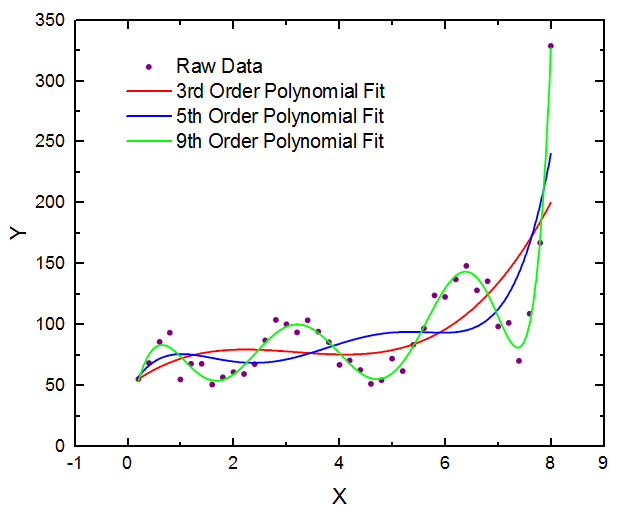 350
300
250
200
150
100
50
0
Y
Raw Data
3rd Order Polynomial Fit
5th Order Polynomial Fit
9th Order Polynomial Fit
-1 0 2 4 6 8 9
X